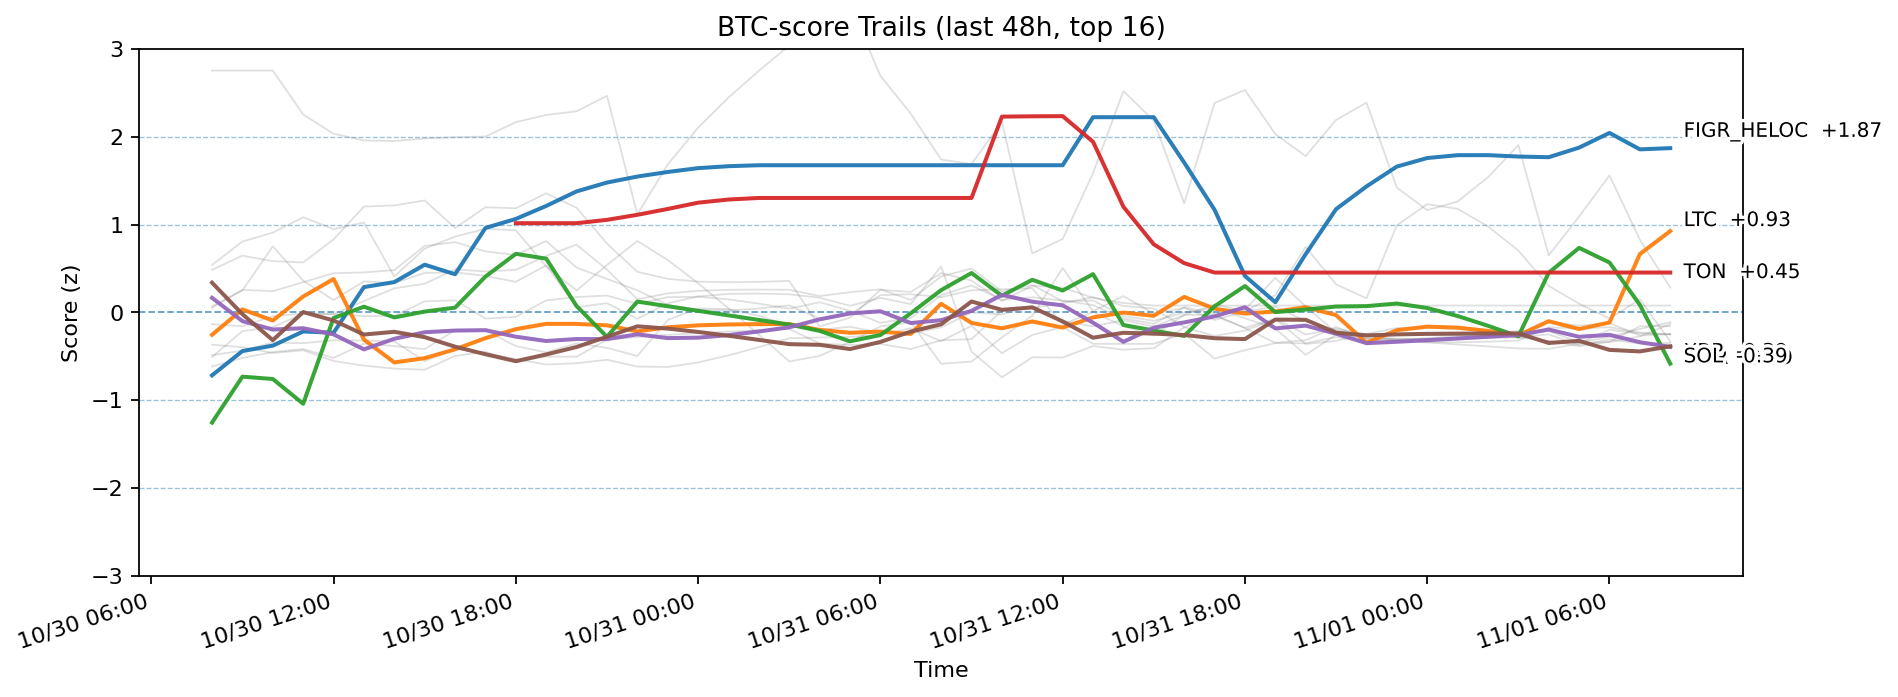 BTC-score Trails (last 48h, top 16)
3
2
1
0
−1
−2
−3
Score (z)
FIGR_HELOC +1.87
LTC +0.93
TON +0.45
SOL -0.39
10/30 06:00
10/30 12:00
10/30 18:00
10/31 00:00
10/31 06:00
10/31 12:00
10/31 18:00
11/01 00:00
11/01 06:00
Time